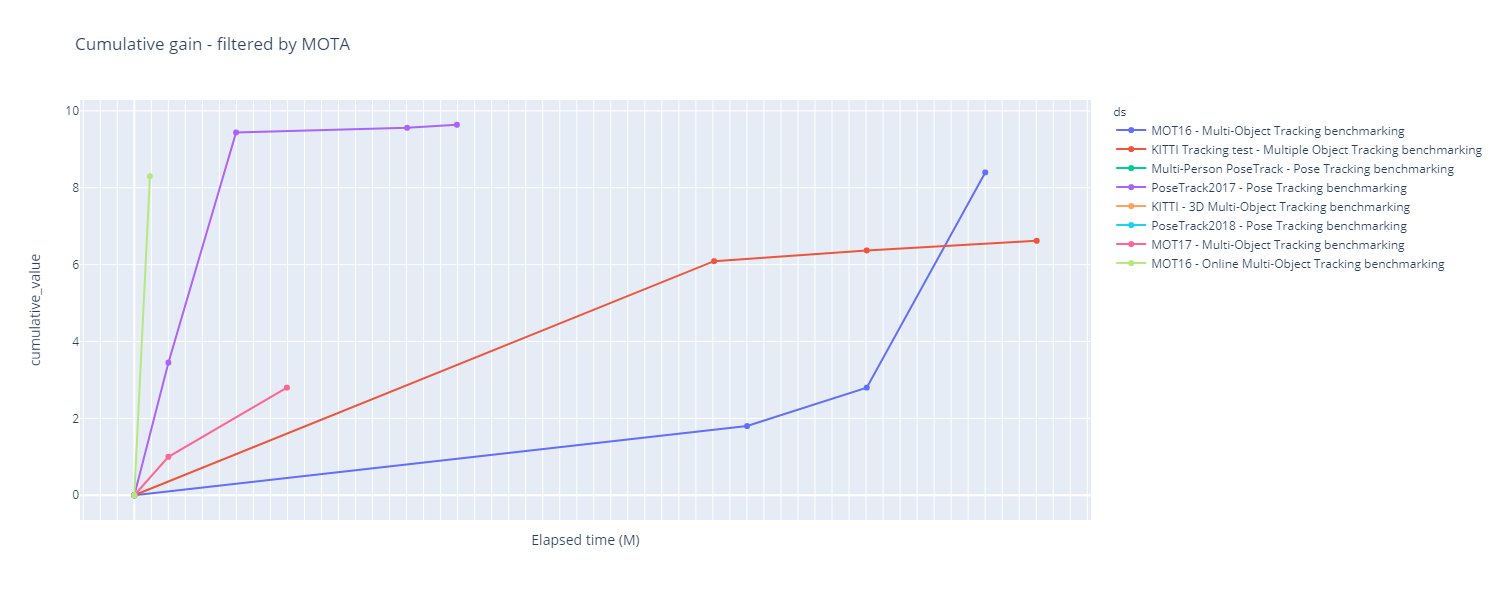 Cumulative gain - filtered by MOTA
10
8
6
4
2
0
cumulative_value
Elapsed time (M)
ds
MOT16 - Multi-Object Tracking benchmarking
KITTI Tracking test - Multiple Object Tracking benchmarking
Multi-Person PoseTrack - Pose Tracking benchmarking
PoseTrack2017 - Pose Tracking benchmarking
KITTI - 3D Multi-Object Tracking benchmarking
PoseTrack2018 - Pose Tracking benchmarking
MOT17 - Multi-Object Tracking benchmarking
MOT16 - Online Multi-Object Tracking benchmarking